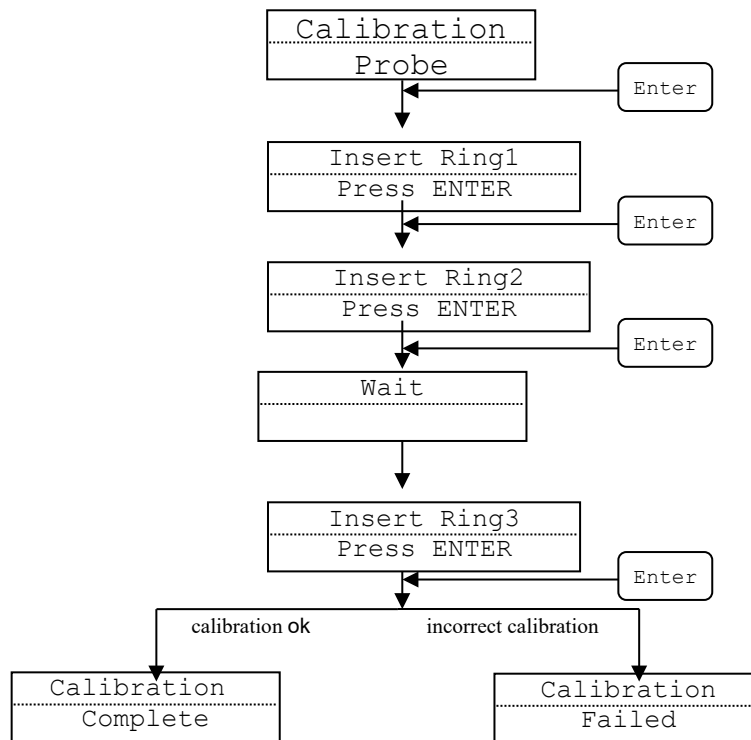 Calibration
Probe
Enter
Insert Ring1
Press ENTER
Enter
Insert Ring2
Press ENTER
Enter
Wait
Insert Ring3
Press ENTER
Enter
calibration ok
incorrect calibration
Calibration
Complete
Calibration
Failed